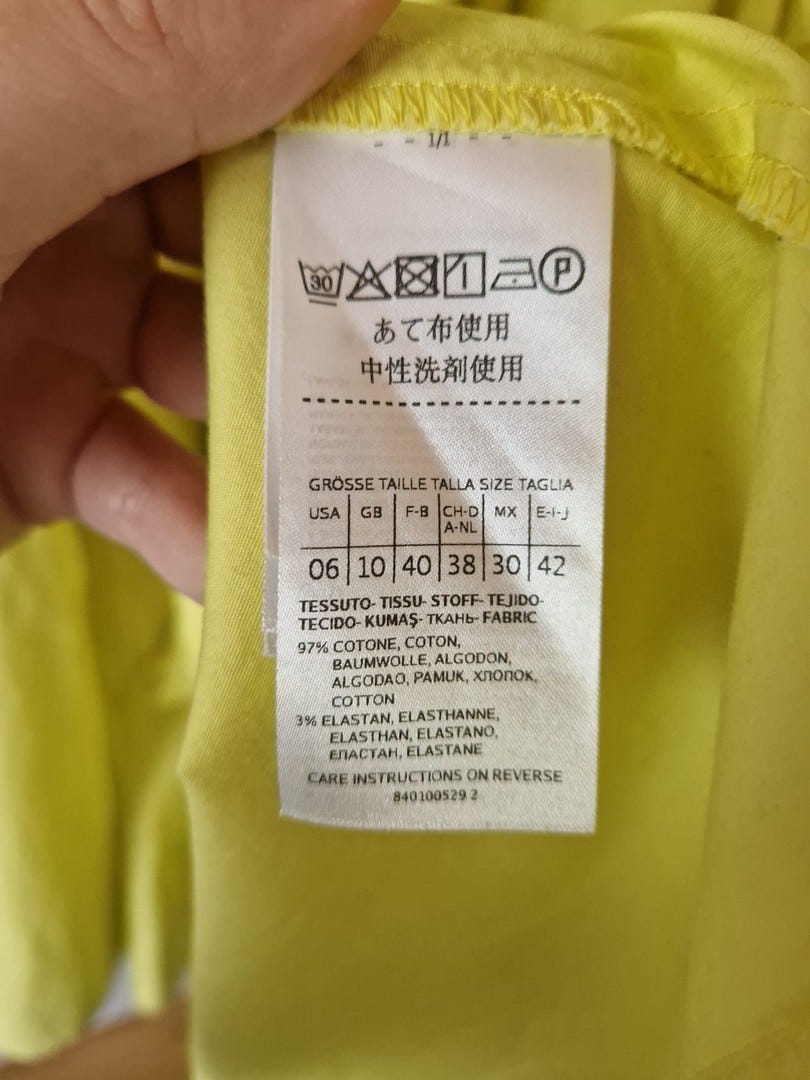 1/1
30 P
あて布使用
中性洗剤使用
GRÖSSE TAILLE TALLA SIZE TAGLIA
USA GB F-B CH-D A-NL MX E-I-J
06 10 40 38 30 42
TESSUTO- TISSU- STOFF- TEJIDO-
TECIDO- KUMAŞ- ТКАНЬ- FABRIC
97% COTONE, COTON,
BAUMWOLLE, ALGODON,
ALGODAO, PAMUK, ХЛОПОК,
COTTON
3% ELASTAN, ELASTHANNE,
ELASTHAN, ELASTANO,
ЕЛАСТАН, ELASTANE
CARE INSTRUCTIONS ON REVERSE
840100529 2